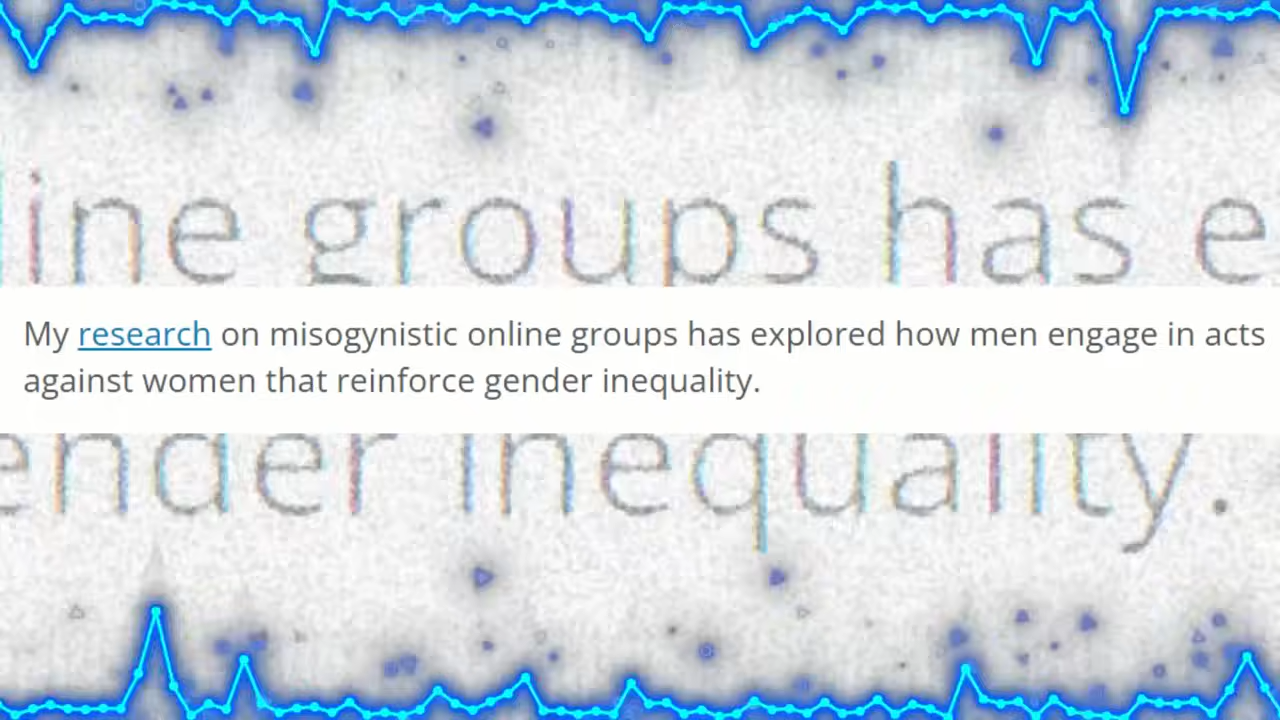 line groups has e
My research on misogynistic online groups has explored how men engage in acts
against women that reinforce gender inequality.
ender inequality.